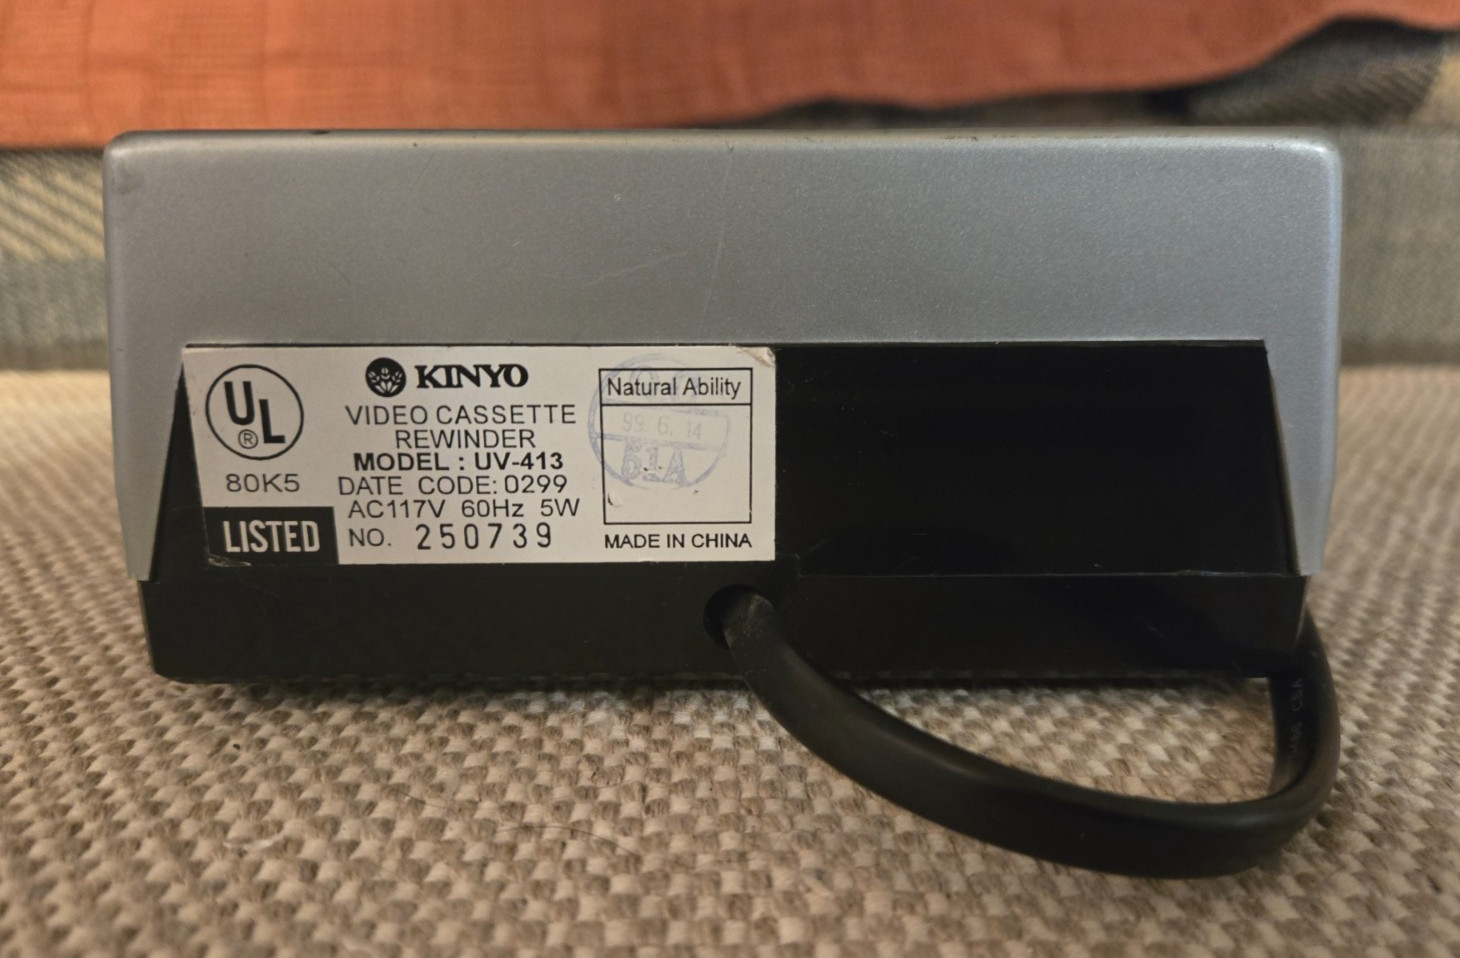 UL
®
80K5
LISTED
KINYO
VIDEO CASSETTE
REWINDER
MODEL : UV-413
DATE CODE: 0299
AC117V 60Hz 5W
NO. 250739
Natural Ability
99. 6. 14
51A
MADE IN CHINA